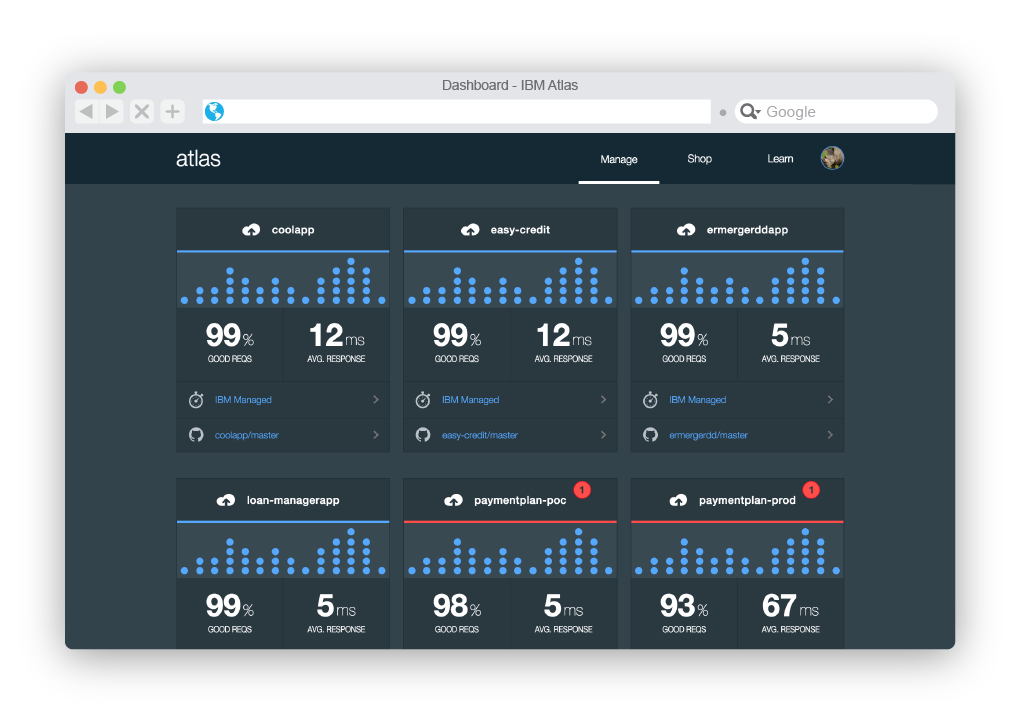 Dashboard - IBM Atlas
Google
atlas
Manage Shop Learn
coolapp
99% 12ms
GOOD REQS AVG. RESPONSE
IBM Managed
coolapp/master
easy-credit
99% 12ms
GOOD REQS AVG. RESPONSE
IBM Managed
easy-credit/master
ermergerddapp
99% 5ms
GOOD REQS AVG. RESPONSE
IBM Managed
ermergerdd/master
loan-managerapp
99% 5ms
GOOD REQS AVG. RESPONSE
paymentplan-poc 1
98% 5ms
GOOD REQS AVG. RESPONSE
paymentplan-prod 1
93% 67ms
GOOD REQS AVG. RESPONSE